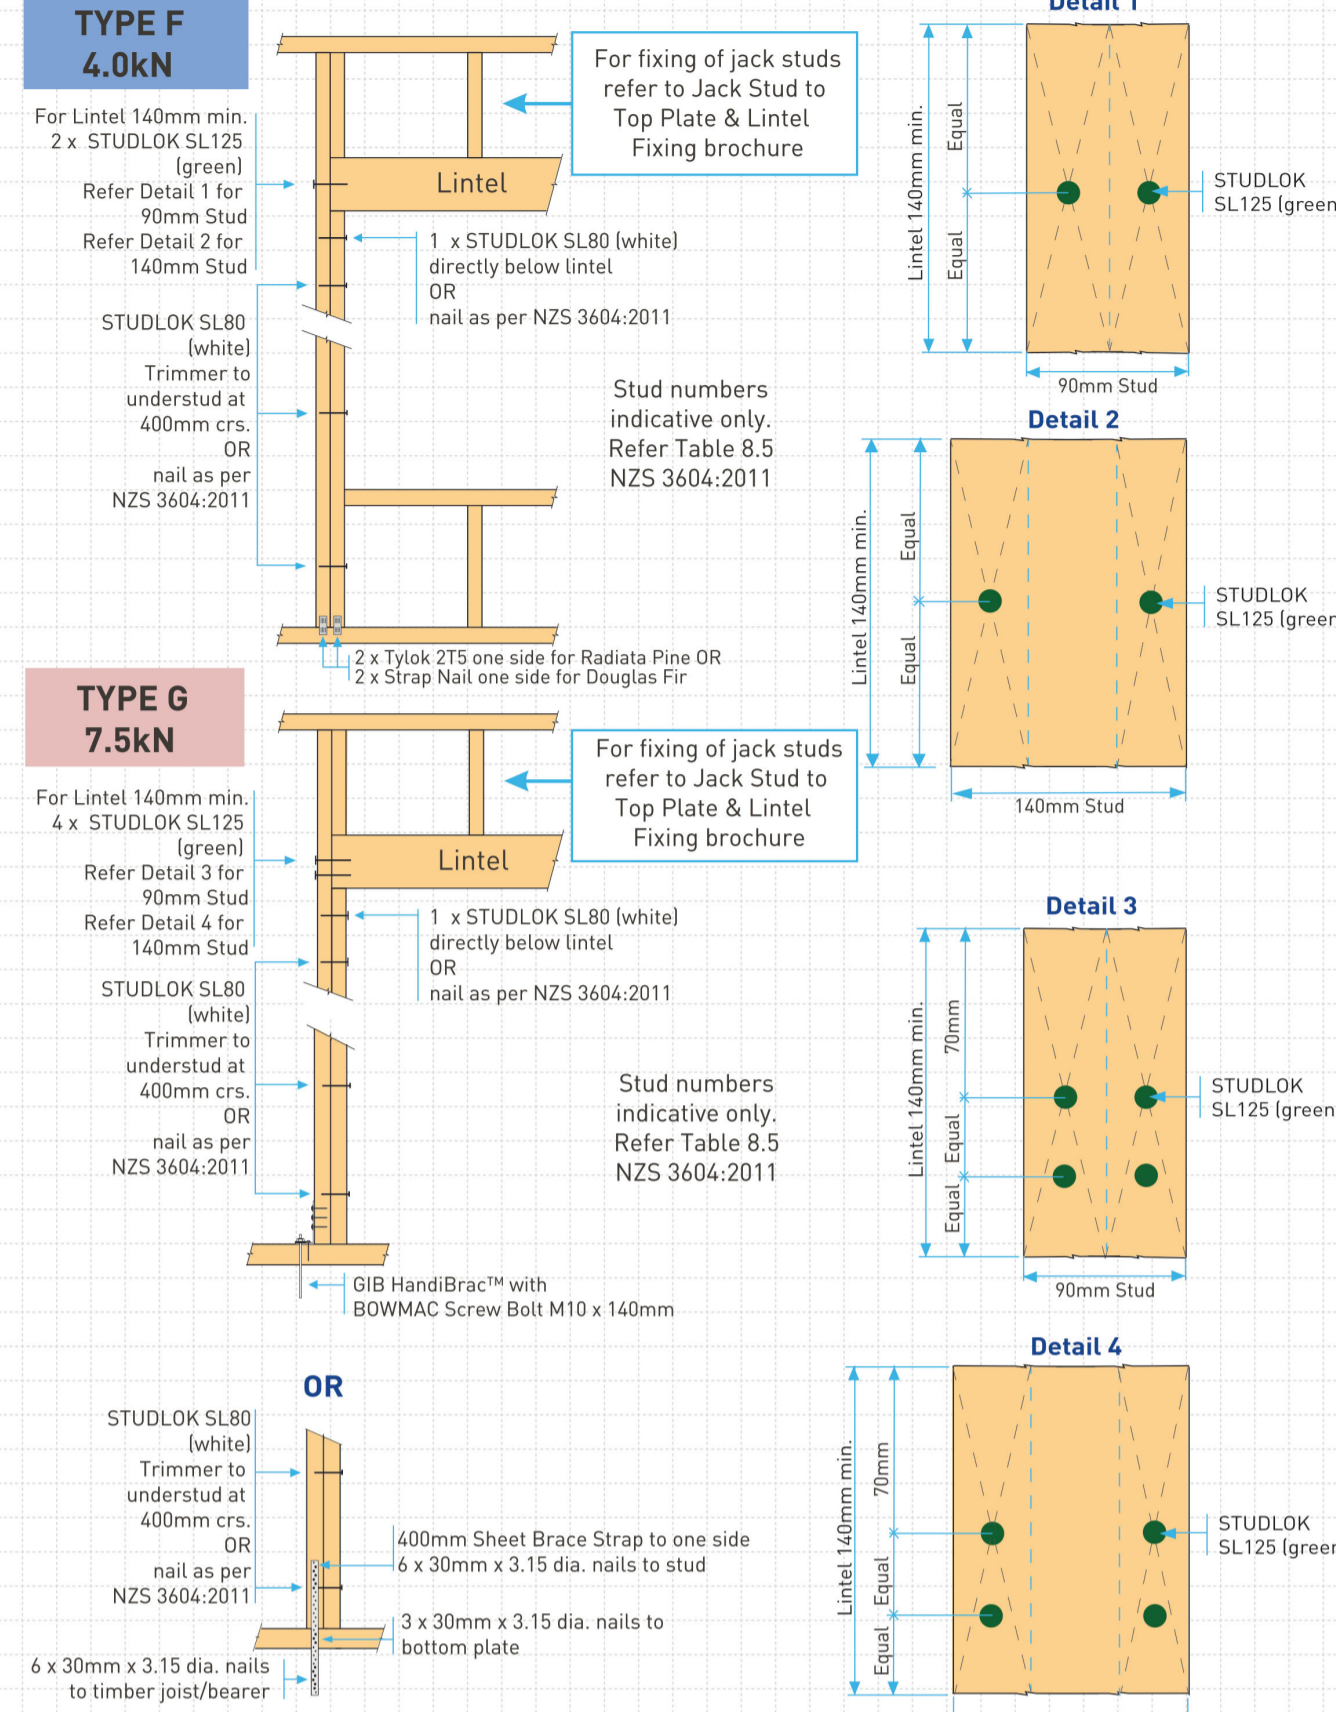 TYPE F
4.0kN
For Lintel 140mm min.
2 x STUDLOK SL125
(green)
Refer Detail 1 for
90mm Stud
Refer Detail 2 for
140mm Stud
STUDLOK SL80
(white)
Trimmer to
understud at
400mm crs.
OR
nail as per
NZS 3604:2011
For fixing of jack studs
refer to Jack Stud to
Top Plate & Lintel
Fixing brochure
Lintel
1 x STUDLOK SL80 (white)
directly below lintel
OR
nail as per NZS 3604:2011
Stud numbers
indicative only.
Refer Table 8.5
NZS 3604:2011
2 x Tylok 2T5 one side for Radiata Pine OR
2 x Strap Nail one side for Douglas Fir
Detail 1
Lintel 140mm min.
Equal
Equal
STUDLOK
SL125 (green
90mm Stud
Detail 2
Lintel 140mm min.
Equal
Equal
STUDLOK
SL125 (green
140mm Stud
TYPE G
7.5kN
For Lintel 140mm min.
4 x STUDLOK SL125
(green)
Refer Detail 3 for
90mm Stud
Refer Detail 4 for
140mm Stud
STUDLOK SL80
(white)
Trimmer to
understud at
400mm crs.
OR
nail as per
NZS 3604:2011
For fixing of jack studs
refer to Jack Stud to
Top Plate & Lintel
Fixing brochure
Lintel
1 x STUDLOK SL80 (white)
directly below lintel
OR
nail as per NZS 3604:2011
Stud numbers
indicative only.
Refer Table 8.5
NZS 3604:2011
GIB HandiBrac™ with
BOWMAC Screw Bolt M10 x 140mm
OR
STUDLOK SL80
(white)
Trimmer to
understud at
400mm crs.
OR
nail as per
NZS 3604:2011
400mm Sheet Brace Strap to one side
6 x 30mm x 3.15 dia. nails to stud
3 x 30mm x 3.15 dia. nails to
bottom plate
6 x 30mm x 3.15 dia. nails
to timber joist/bearer
Detail 3
Lintel 140mm min.
70mm
Equal
Equal
STUDLOK
SL125 (green
90mm Stud
Detail 4
Lintel 140mm min.
70mm
Equal
Equal
STUDLOK
SL125 (green